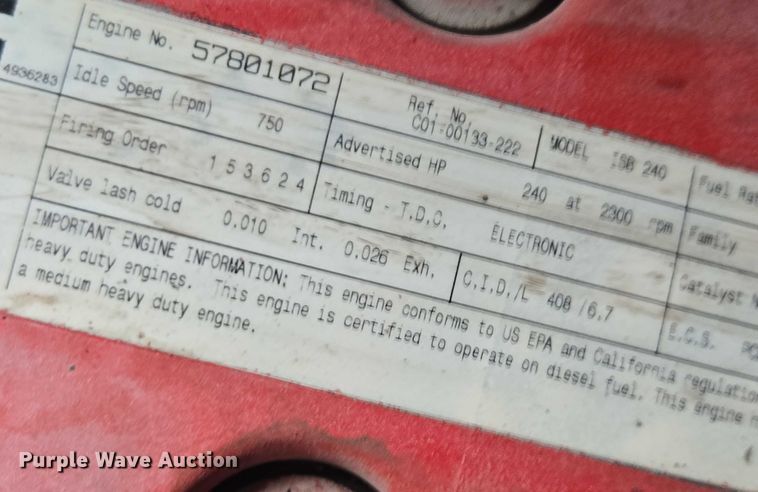 4936283
Engine No. 57801072 Ref. No. C01-00193-222 MODEL ISB 240 Fuel Rat
Idle Speed (rpm) 750 Advertised HP 240 at 2300 rpm Family
Firing Order 1 5 3 6 2 4 Timing - T.D.C. ELECTRONIC Catalyst
Valve lash cold 0.010 Int. 0.026 Exh. C.I.D./L 408 /6.7 E.C.S.
IMPORTANT ENGINE INFORMATION: This engine conforms to US EPA and California regulation
heavy duty engines. This engine is certified to operate on diesel fuel. This engine
a medium heavy duty engine.
Purple Wave Auction